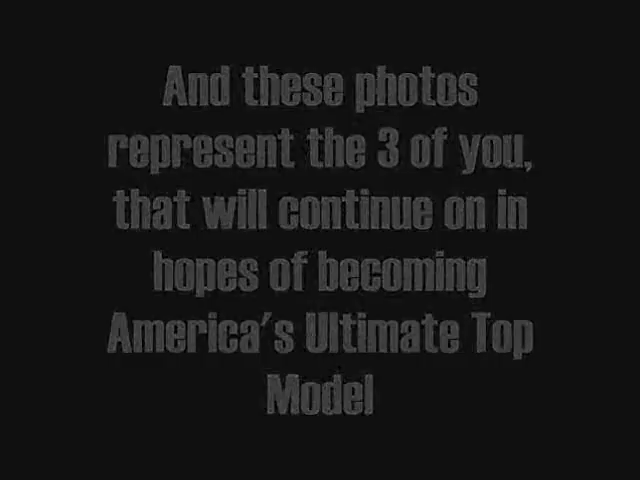 And these photos
represent the 3 of you,
that will continue on in
hopes of becoming
America's Ultimate Top
Model